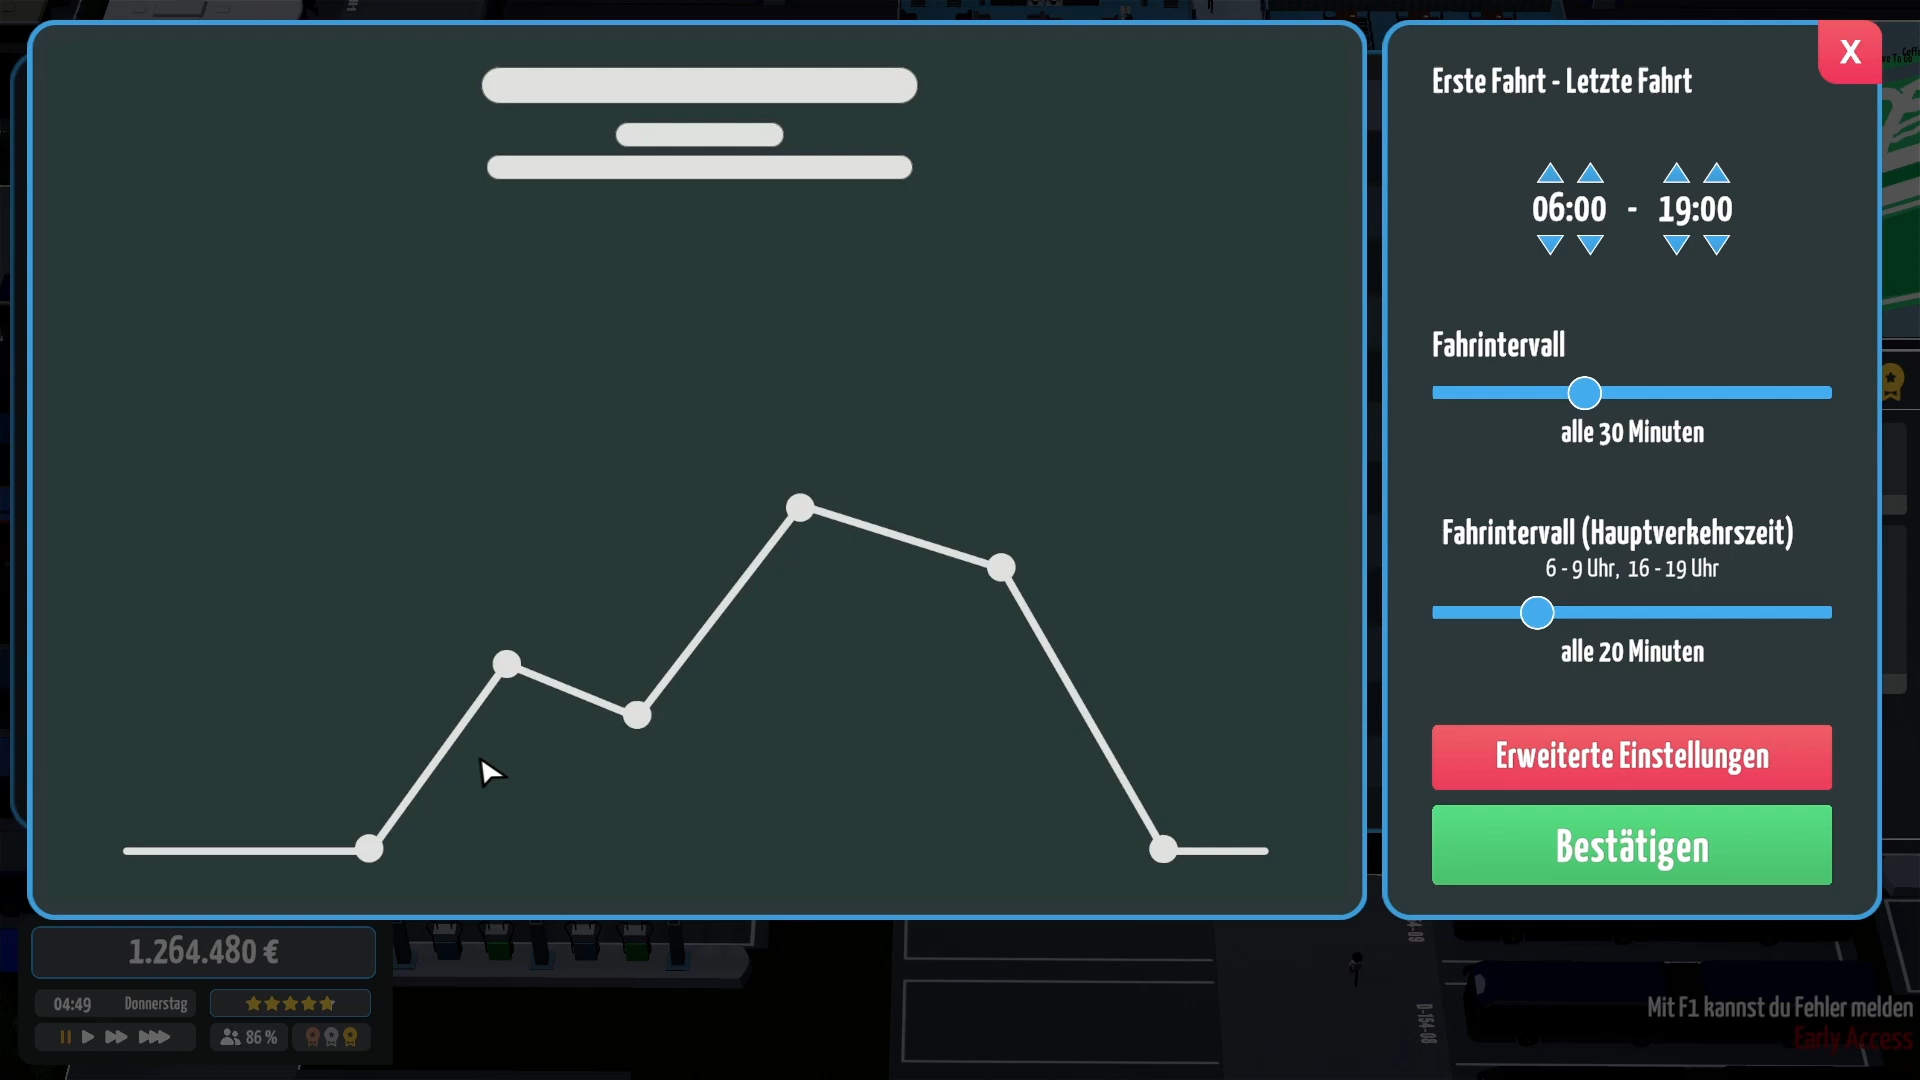 Erste Fahrt - Letzte Fahrt
X
06:00 - 19:00
Fahrintervall
alle 30 Minuten
Fahrintervall (Hauptverkehrszeit)
6 - 9 Uhr, 16 - 19 Uhr
alle 20 Minuten
Erweiterte Einstellungen
Bestätigen
1.264.480 €
04:49 Donnerstag
86 %
Mit F1 kannst du Fehler melden
Early Access
D-154-08